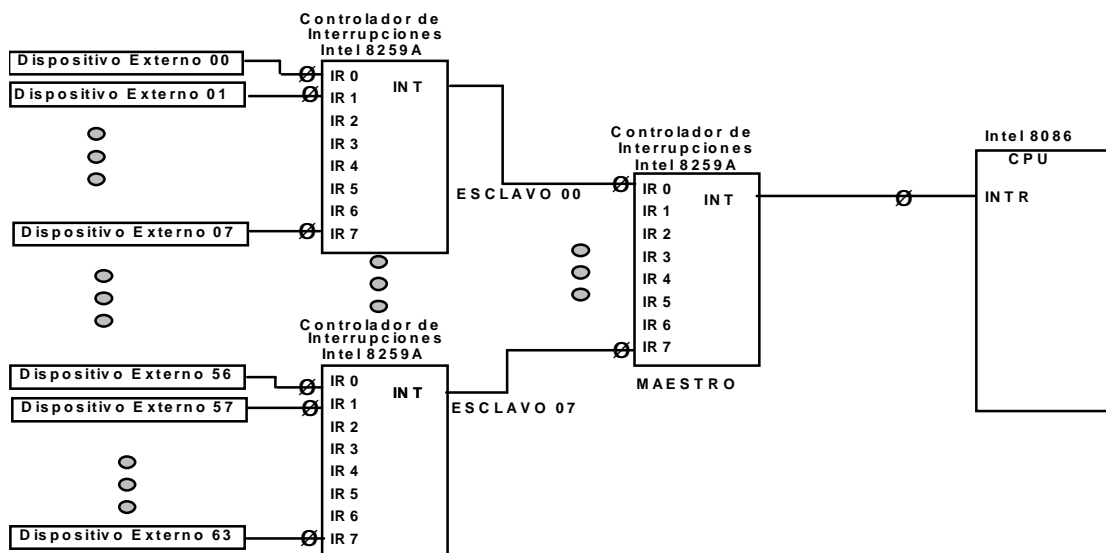 Controlador de
Interrupciones
Intel 8259A
Dispositivo Externo 00
Dispositivo Externo 01
Dispositivo Externo 07
IR 0
IR 1
IR 2
IR 3
IR 4
IR 5
IR 6
IR 7
INT
ESCLAVO 00
Controlador de
Interrupciones
Intel 8259A
IR 0
IR 1
IR 2
IR 3
IR 4
IR 5
IR 6
IR 7
INT
MAESTRO
Intel 8086
CPU
INTR
Controlador de
Interrupciones
Intel 8259A
Dispositivo Externo 56
Dispositivo Externo 57
Dispositivo Externo 63
IR 0
IR 1
IR 2
IR 3
IR 4
IR 5
IR 6
IR 7
INT
ESCLAVO 07